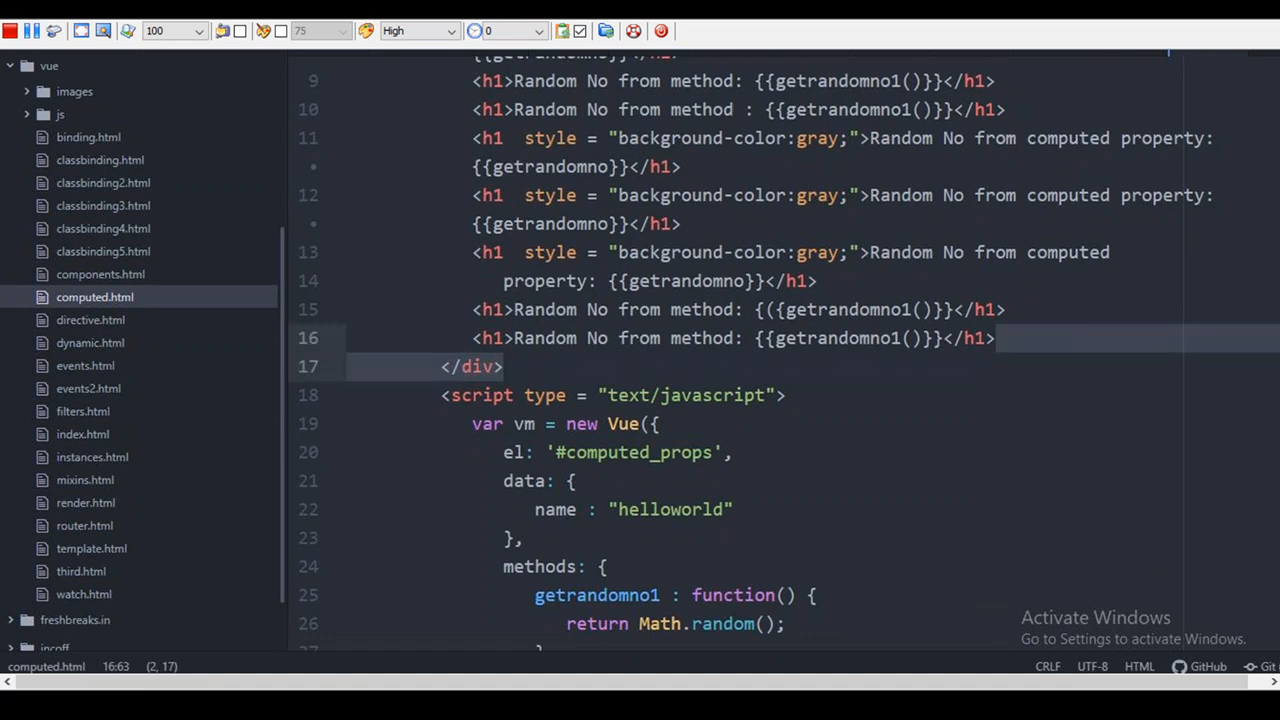 100
75
High
0
vue
images
js
binding.html
classbinding.html
classbinding2.html
classbinding3.html
classbinding4.html
classbinding5.html
components.html
computed.html
directive.html
dynamic.html
events.html
events2.html
filters.html
index.html
instances.html
mixins.html
render.html
router.html
template.html
third.html
watch.html
freshbreaks.in
incoff
{{getrandomno}}</h1>
9 <h1>Random No from method: {{getrandomno1()}}</h1>
10 <h1>Random No from method : {{getrandomno1()}}</h1>
11 <h1  style = "background-color:gray;">Random No from computed property:
• {{getrandomno}}</h1>
12 <h1  style = "background-color:gray;">Random No from computed property:
• {{getrandomno}}</h1>
13 <h1  style = "background-color:gray;">Random No from computed
14 property: {{getrandomno}}</h1>
15 <h1>Random No from method: {({getrandomno1()}}</h1>
16 <h1>Random No from method: {{getrandomno1()}}</h1>
17 </div>
18 <script type = "text/javascript">
19 var vm = new Vue({
20 el: '#computed_props',
21 data: {
22 name : "helloworld"
23 },
24 methods: {
25 getrandomno1 : function() {
26 return Math.random();
27 }
Activate Windows
Go to Settings to activate Windows.
computed.html 16:63 (2, 17) CRLF UTF-8 HTML GitHub Git